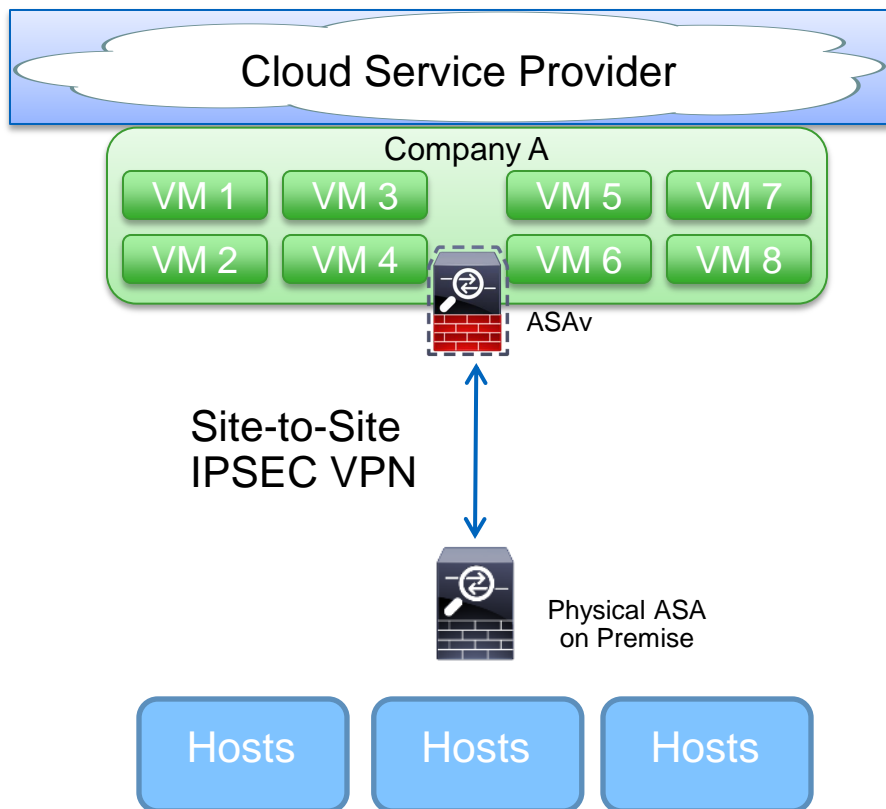 Cloud Service Provider
Company A
VM 1
VM 3
VM 5
VM 7
VM 2
VM 4
VM 6
VM 8
ASAv
Site-to-Site
IPSEC VPN
Physical ASA
on Premise
Hosts
Hosts
Hosts